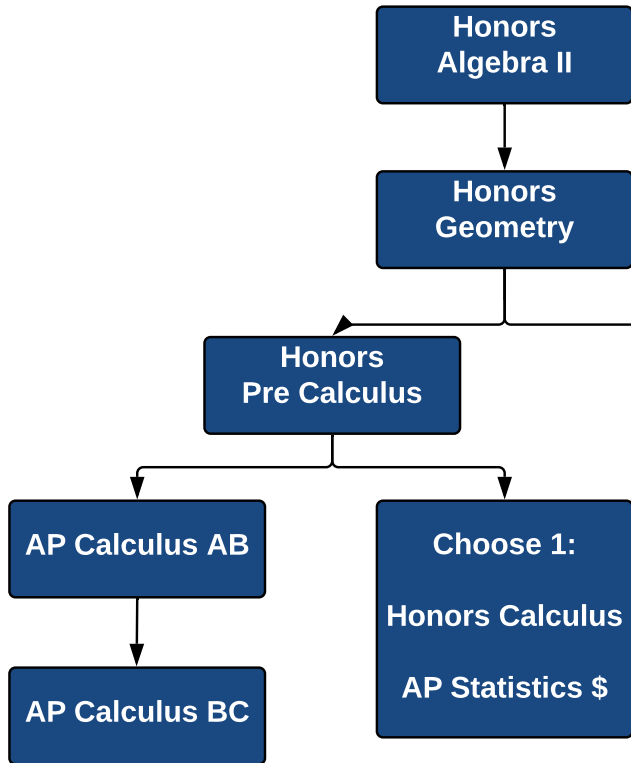 Honors
Algebra II
Honors
Geometry
Honors
Pre Calculus
AP Calculus AB
Choose 1:
Honors Calculus
AP Statistics $
AP Calculus BC